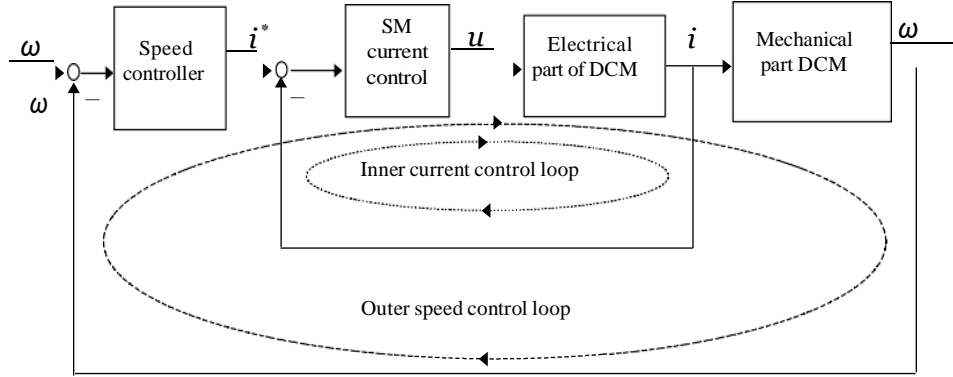 ω
ω
−
Speed
controller
i*
−
SM
current
control
u
Electrical
part of DCM
i
Mechanical
part DCM
ω
Inner current control loop
Outer speed control loop